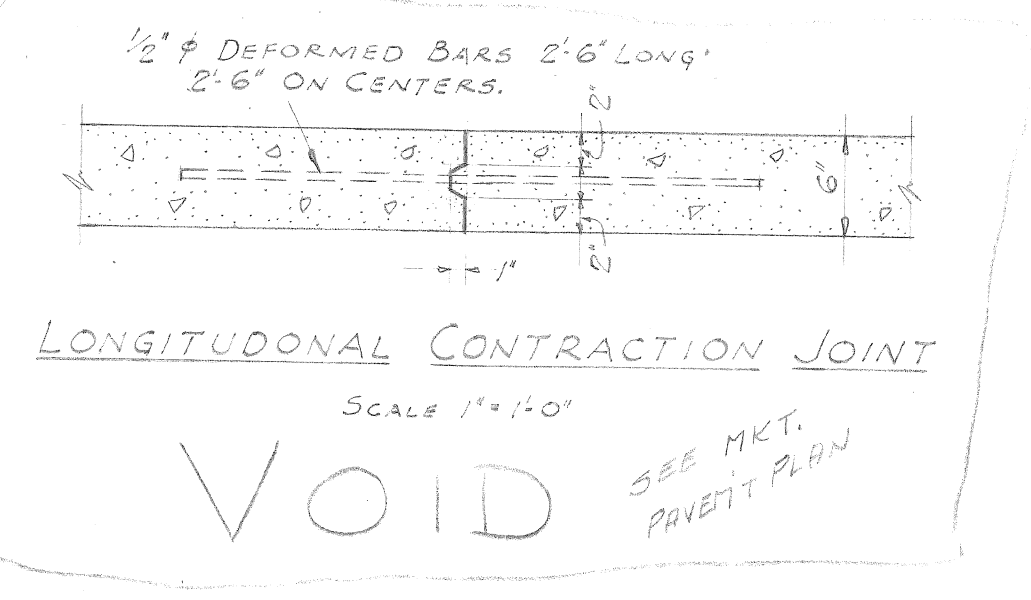 1/2" ϕ DEFORMED BARS 2'-6" LONG
2'-6" ON CENTERS.
2"
6"
2"
1"
LONGITUDONAL CONTRACTION JOINT
SCALE 1" = 1'-0"
VOID
SEE MKT.
PAVEM'T PLAN